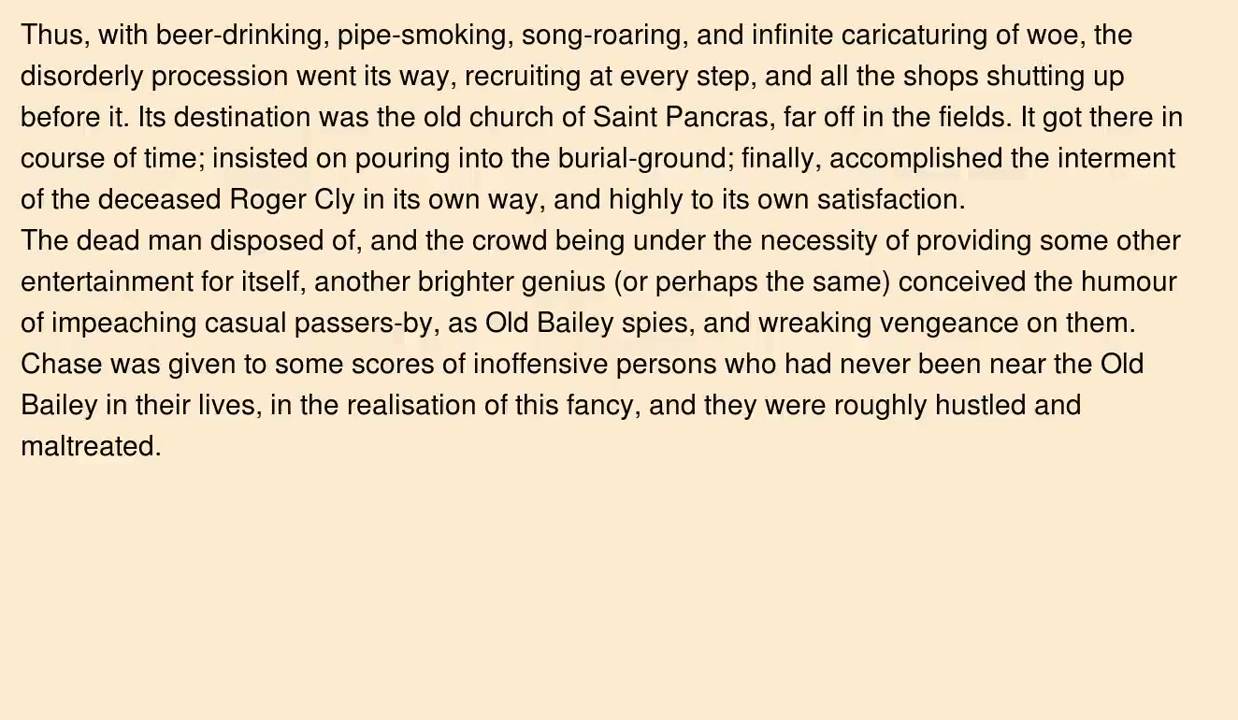 Thus, with beer-drinking, pipe-smoking, song-roaring, and infinite caricaturing of woe, the
disorderly procession went its way, recruiting at every step, and all the shops shutting up
before it. Its destination was the old church of Saint Pancras, far off in the fields. It got there in
course of time; insisted on pouring into the burial-ground; finally, accomplished the interment
of the deceased Roger Cly in its own way, and highly to its own satisfaction.
The dead man disposed of, and the crowd being under the necessity of providing some other
entertainment for itself, another brighter genius (or perhaps the same) conceived the humour
of impeaching casual passers-by, as Old Bailey spies, and wreaking vengeance on them.
Chase was given to some scores of inoffensive persons who had never been near the Old
Bailey in their lives, in the realisation of this fancy, and they were roughly hustled and
maltreated.